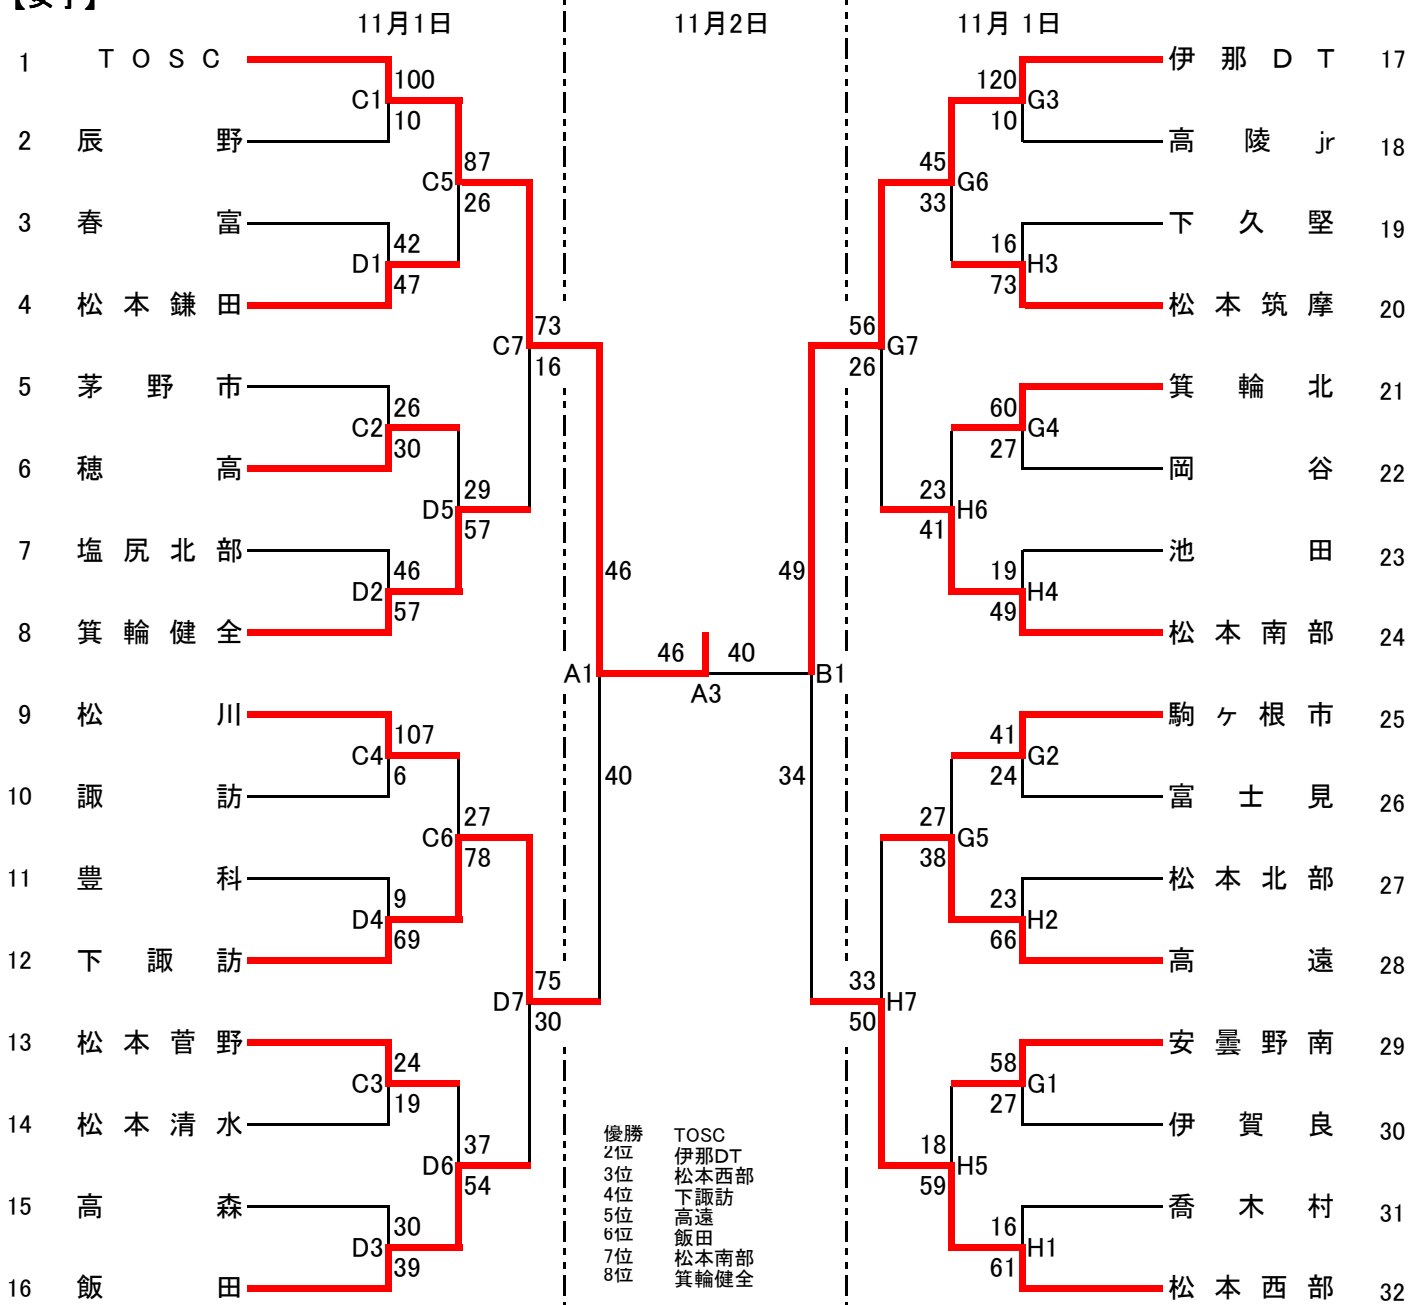 【女子】
11月1日 11月2日 11月 1日
1 TOSC
100
C1
10
2 辰野
87
C5
26
3 春富
42
D1
47
4 松本鎌田
73
C7
16
5 茅野市
26
C2
30
6 穂高
29
D5
57
7 塩尻北部
46
D2
57
8 箕輪健全
46
A1
40
9 松川
107
C4
6
10 諏訪
27
C6
78
11 豊科
9
D4
69
12 下諏訪
75
D7
30
13 松本菅野
24
C3
19
14 松本清水
37
D6
54
15 高森
30
D3
39
16 飯田
46 40
A3
伊那DT 17
120
G3
10
高陵jr 18
45
G6
33
下久堅 19
16
H3
73
松本筑摩 20
56
G7
26
箕輪北 21
60
G4
27
岡谷 22
23
H6
41
池田 23
19
H4
49
松本南部 24
49
B1
34
駒ヶ根市 25
41
G2
24
富士見 26
27
G5
38
松本北部 27
23
H2
66
高遠 28
33
H7
50
安曇野南 29
58
G1
27
伊賀良 30
18
H5
59
喬木村 31
16
H1
61
松本西部 32
優勝 TOSC
2位 伊那DT
3位 松本西部
4位 下諏訪
5位 高遠
6位 飯田
7位 松本南部
8位 箕輪健全